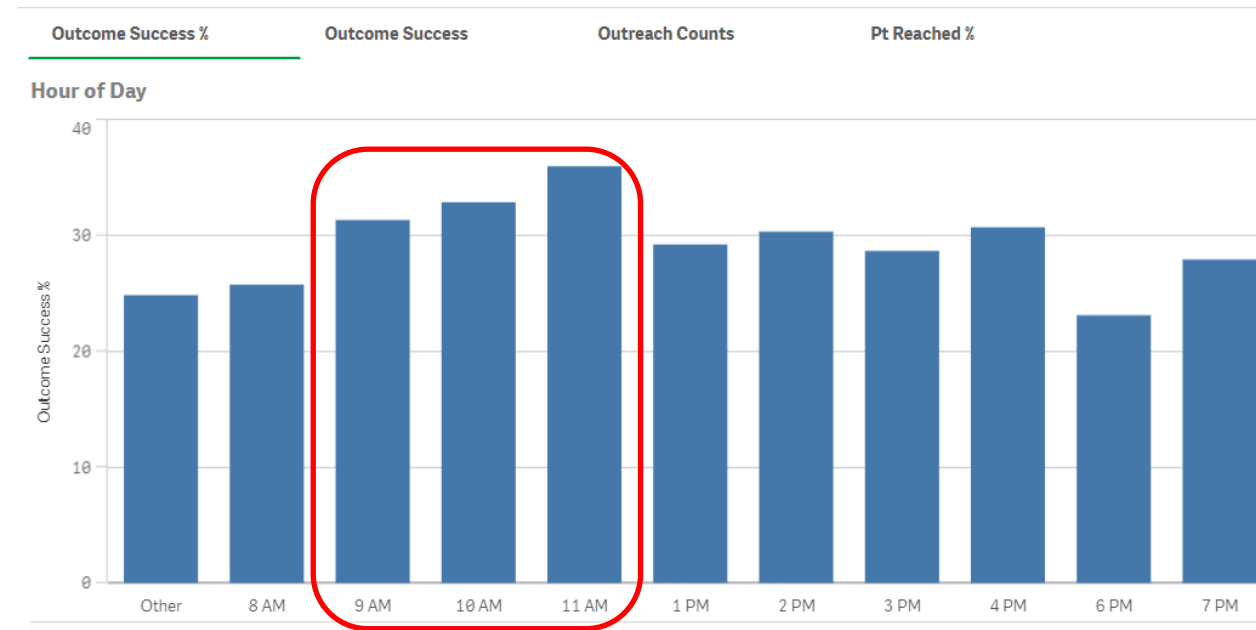 Outcome Success % Outcome Success Outreach Counts Pt Reached %
Hour of Day
40
30
20
10
0
Outcome Success %
Other 8 AM 9 AM 10 AM 11 AM 1 PM 2 PM 3 PM 4 PM 6 PM 7 PM